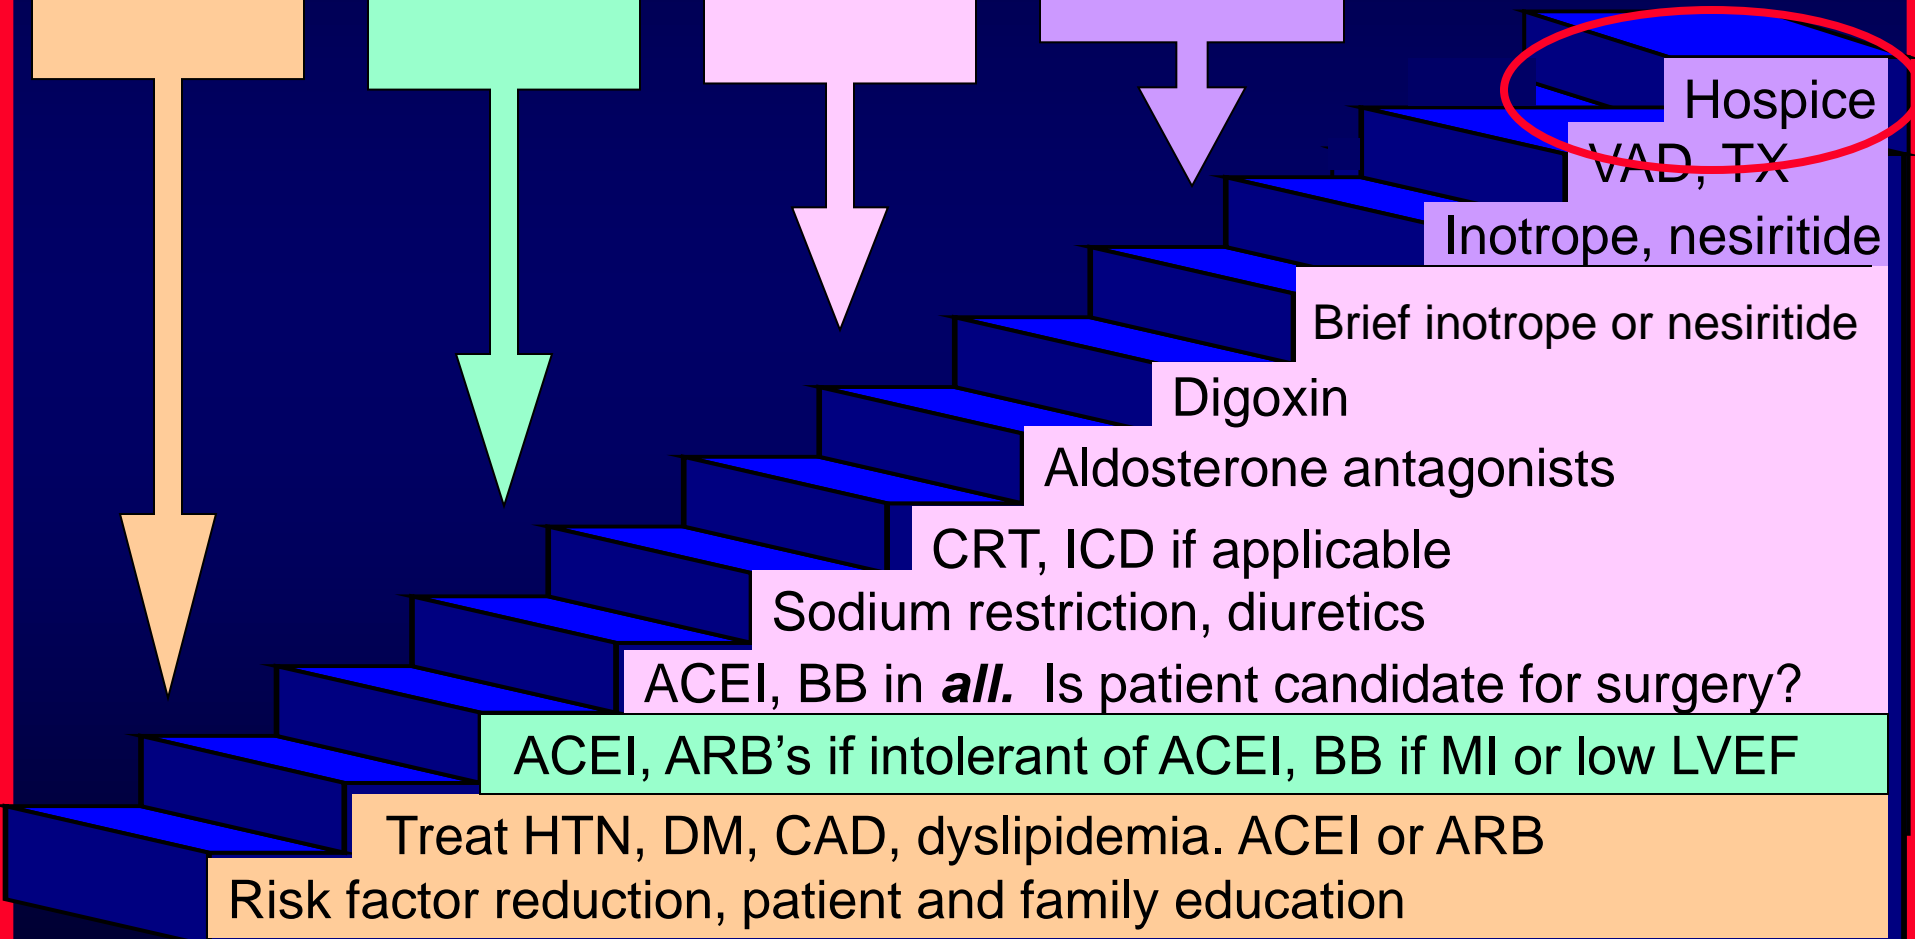 Hospice
VAD, TX
Inotrope, nesiritide
Brief inotrope or nesiritide
Digoxin
Aldosterone antagonists
CRT, ICD if applicable
Sodium restriction, diuretics
ACEI, BB in all. Is patient candidate for surgery?
ACEI, ARB’s if intolerant of ACEI, BB if MI or low LVEF
Treat HTN, DM, CAD, dyslipidemia. ACEI or ARB
Risk factor reduction, patient and family education